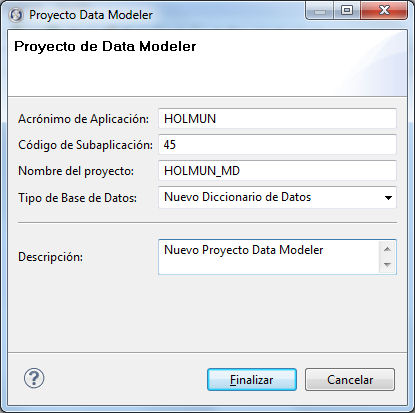 Proyecto Data Modeler
Proyecto de Data Modeler
Acrónimo de Aplicación: HOLMUN
Código de Subaplicación: 45
Nombre del proyecto: HOLMUN_MD
Tipo de Base de Datos: Nuevo Diccionario de Datos
Descripción: Nuevo Proyecto Data Modeler
? Finalizar Cancelar